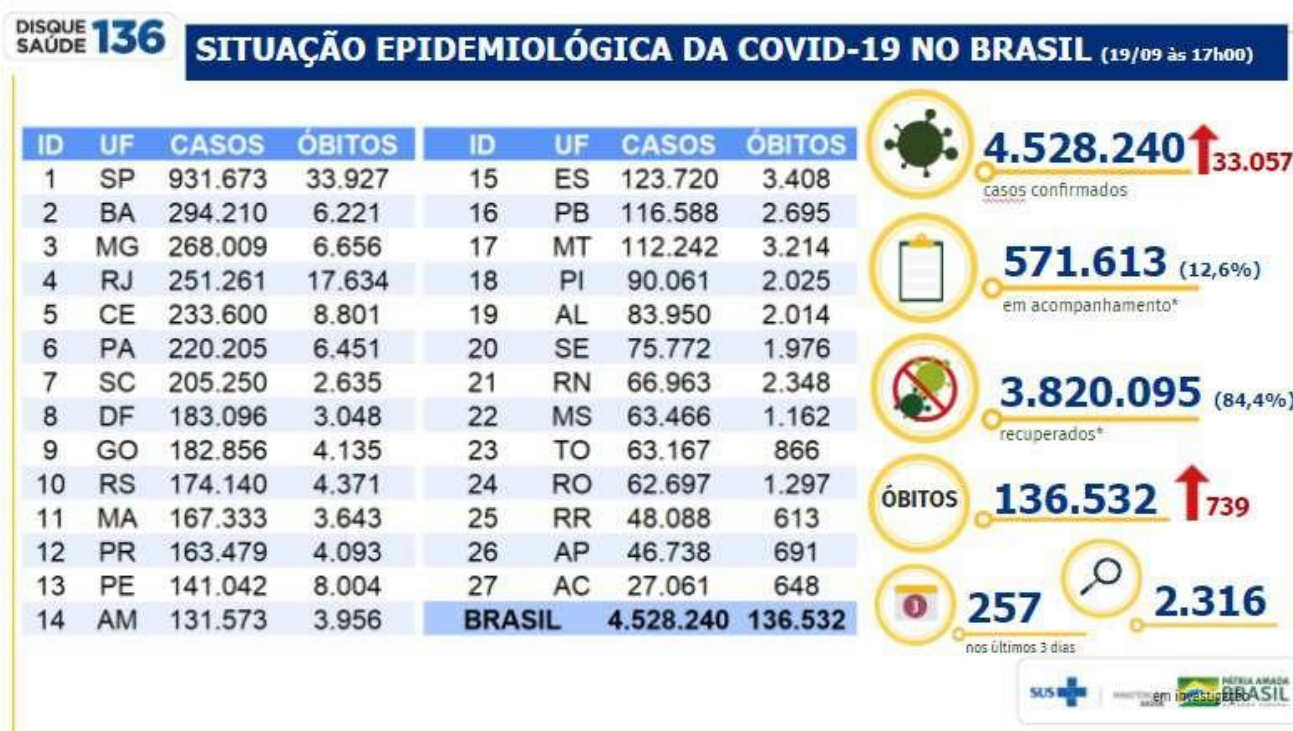 DISQUE
SAÚDE 136
SITUAÇÃO EPIDEMIOLÓGICA DA COVID-19 NO BRASIL (19/09 às 17h00)
ID UF CASOS ÓBITOS ID UF CASOS ÓBITOS
1 SP 931.673 33.927 15 ES 123.720 3.408
2 BA 294.210 6.221 16 PB 116.588 2.695
3 MG 268.009 6.656 17 MT 112.242 3.214
4 RJ 251.261 17.634 18 PI 90.061 2.025
5 CE 233.600 8.801 19 AL 83.950 2.014
6 PA 220.205 6.451 20 SE 75.772 1.976
7 SC 205.250 2.635 21 RN 66.963 2.348
8 DF 183.096 3.048 22 MS 63.466 1.162
9 GO 182.856 4.135 23 TO 63.167 866
10 RS 174.140 4.371 24 RO 62.697 1.297
11 MA 167.333 3.643 25 RR 48.088 613
12 PR 163.479 4.093 26 AP 46.738 691
13 PE 141.042 8.004 27 AC 27.061 648
14 AM 131.573 3.956 BRASIL 4.528.240 136.532
4.528.240 33.057
casos confirmados
571.613 (12,6%)
em acompanhamento*
3.820.095 (84,4%)
recuperados*
ÓBITOS 136.532 739
3 257 2.316
nos últimos 3 dias
em investigação
SUS
PÁTRIA AMADA
BRASIL